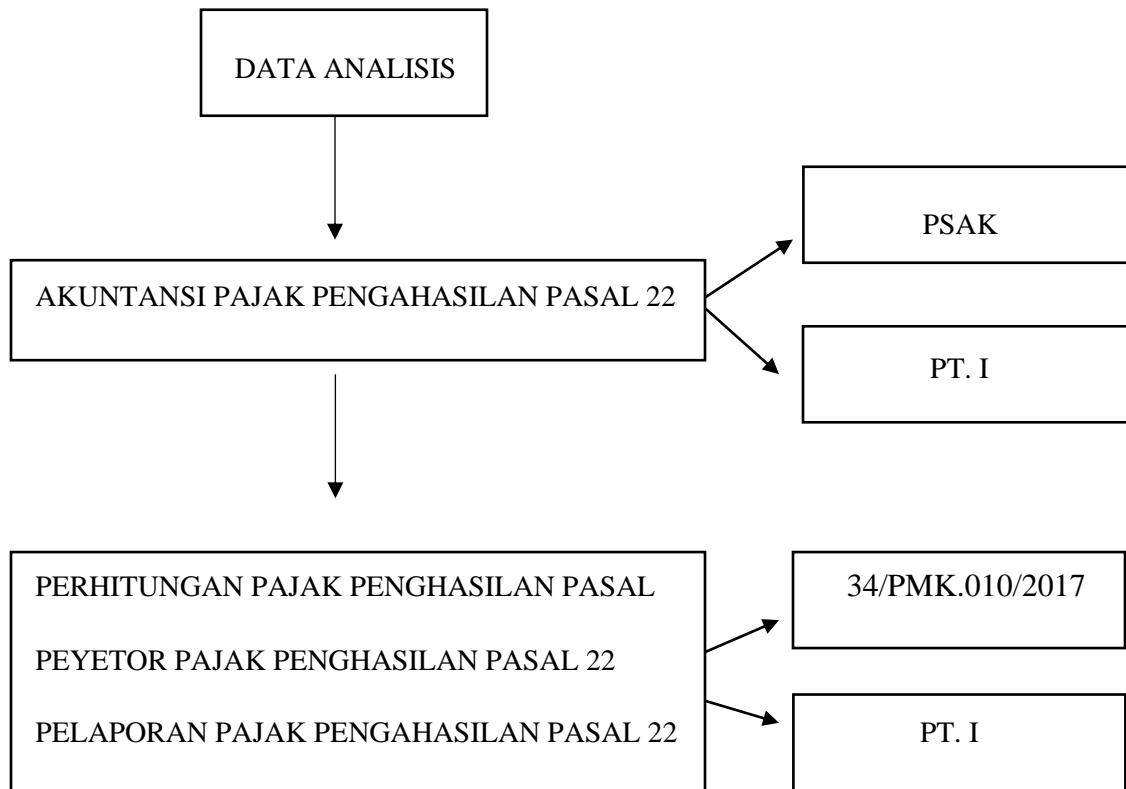 DATA ANALISIS
PSAK
AKUNTANSI PAJAK PENGAHASILAN PASAL 22
PT. I
PERHITUNGAN PAJAK PENGHASILAN PASAL
34/PMK.010/2017
PEYETOR PAJAK PENGHASILAN PASAL 22
PELAPORAN PAJAK PENGAHASILAN PASAL 22
PT. I